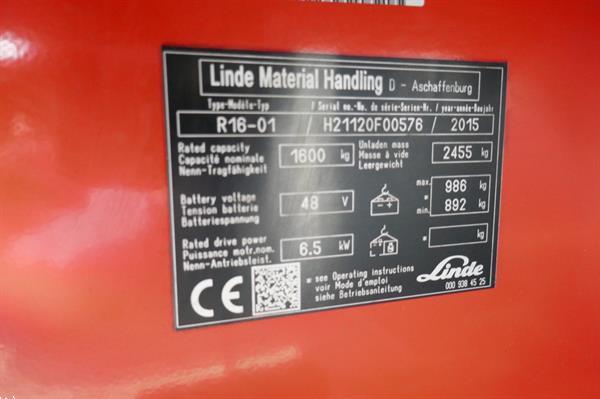 Linde Material Handling D - Aschaffenburg
Type-Modèle-Typ / Serial no.-No. de série-Serien-Nr. / year-année-Baujahr
R16-01 / H21120F00576 / 2015
Rated capacity
Capacité nominale
Nenn-Tragfähigkeit
1600 kg
Unladen mass
Masse à vide
Leergewicht
2455 kg
Battery voltage
Tension batterie
Batteriespannung
48 V
max. 986 kg
*
min. 892 kg
Rated drive power
Puissance motr.nom.
Nenn-Antriebsleist.
6.5 kW
* kg
CE
* see Operating instructions
voir Mode d'emploi
siehe Betriebsanleitung
Linde
000 938 45 25